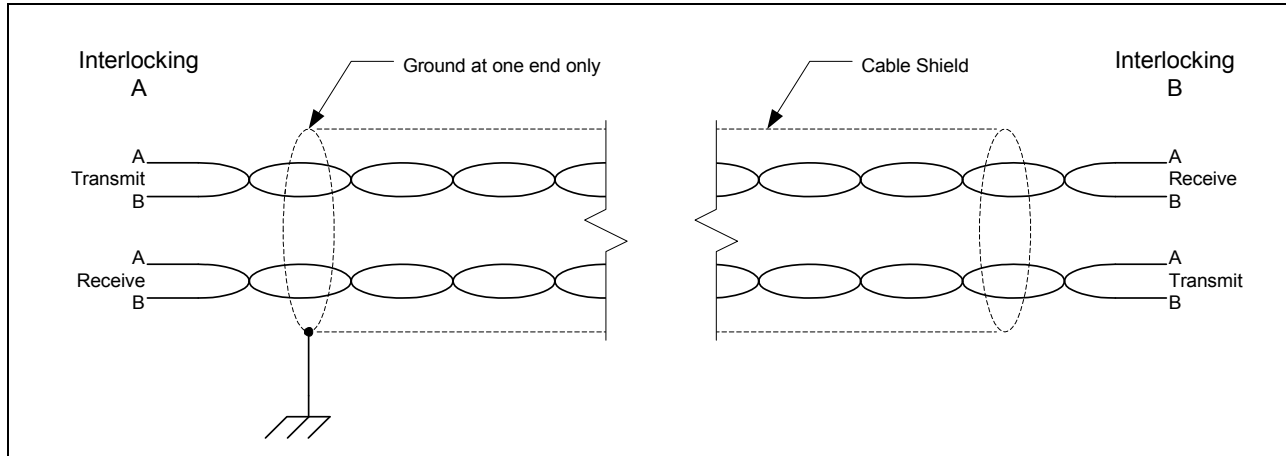 Interlocking
A
Ground at one end only
Cable Shield
Interlocking
B
A
Transmit
B
A
Receive
B
A
Receive
B
A
Transmit
B